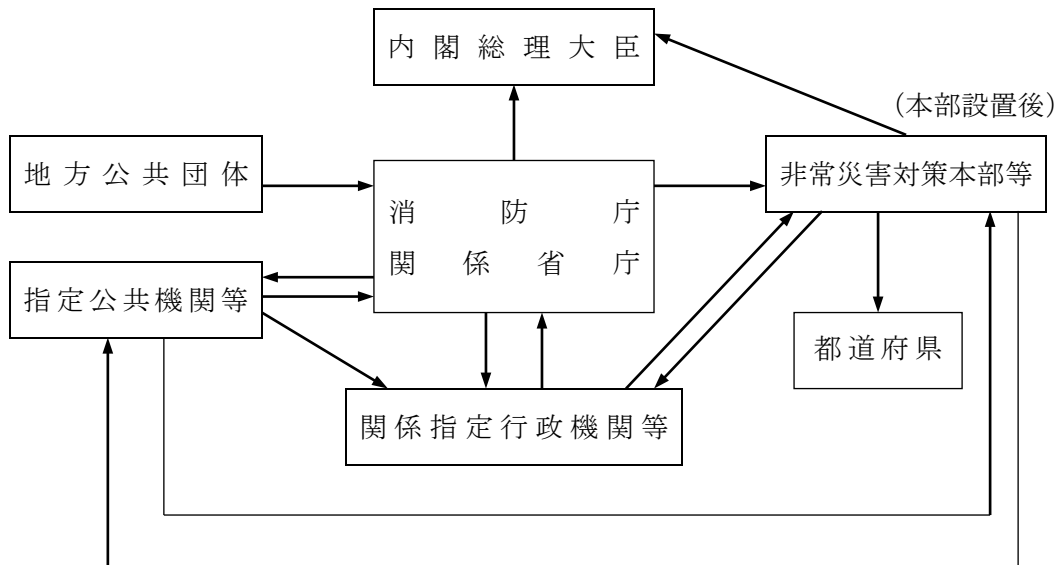 内閣総理大臣
(本部設置後)
地方公共団体
非常災害対策本部等
消防庁
関係省庁
指定公共機関等
都道府県
関係指定行政機関等